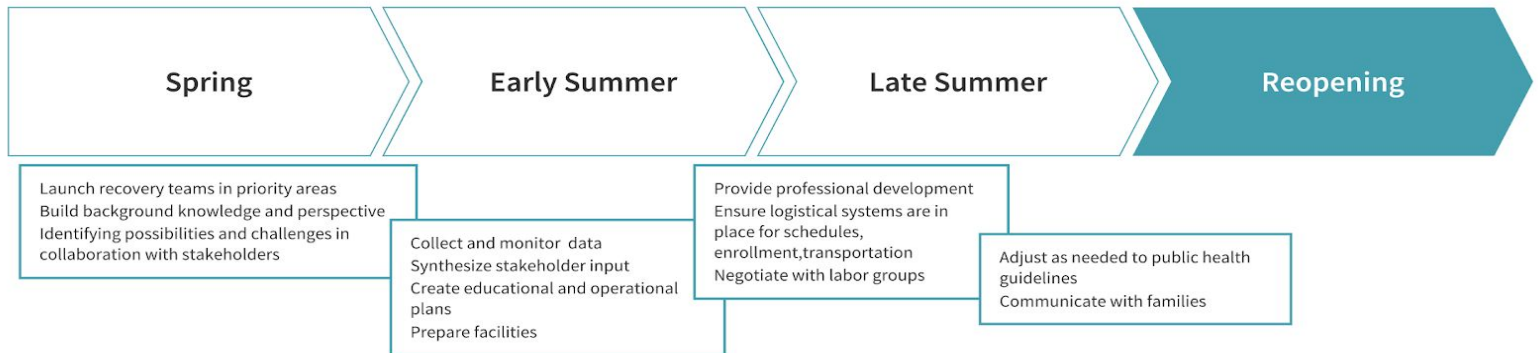 Spring
Early Summer
Late Summer
Reopening
Launch recovery teams in priority areas
Build background knowledge and perspective
Identifying possibilities and challenges in
collaboration with stakeholders
Collect and monitor  data
Synthesize stakeholder input
Create educational and operational
plans
Prepare facilities
Provide professional development
Ensure logistical systems are in
place for schedules,
enrollment,transportation
Negotiate with labor groups
Adjust as needed to public health
guidelines
Communicate with families